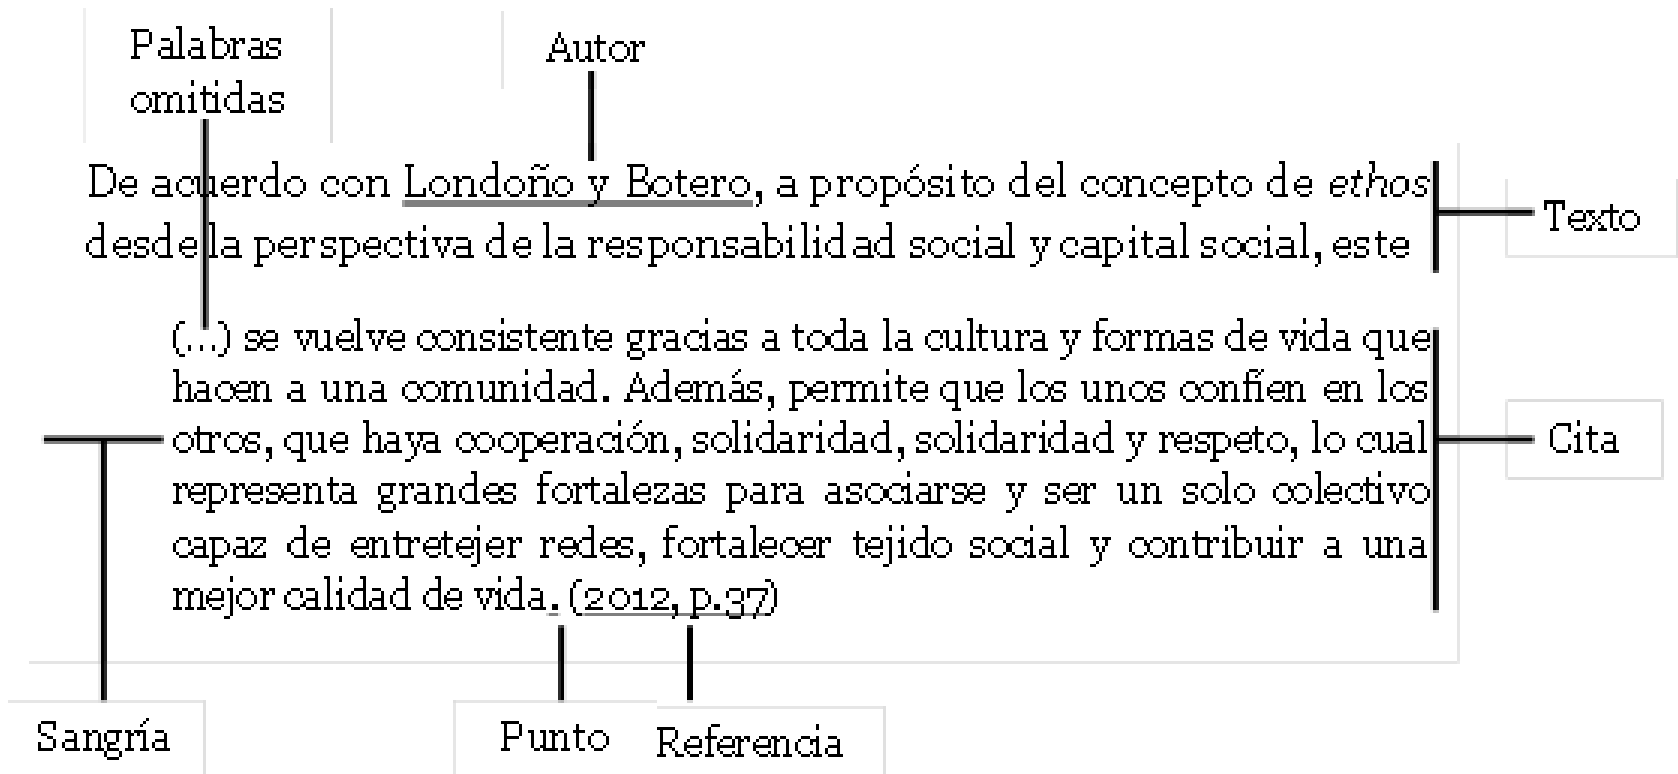 Palabras
omitidas
Autor
De acuerdo con Londoño y Botero, a propósito del concepto de ethos
desde la perspectiva de la responsabilidad social y capital social, este
Texto
(...) se vuelve consistente gracias a toda la cultura y formas de vida que
hacen a una comunidad. Además, permite que los unos confíen en los
otros, que haya cooperación, solidaridad, solidaridad y respeto, lo cual
representa grandes fortalezas para asociarse y ser un solo colectivo
capaz de entretejer redes, fortalecer tejido social y contribuir a una
mejor calidad de vida. (2012, p.37)
Cita
Sangría
Punto
Referencia